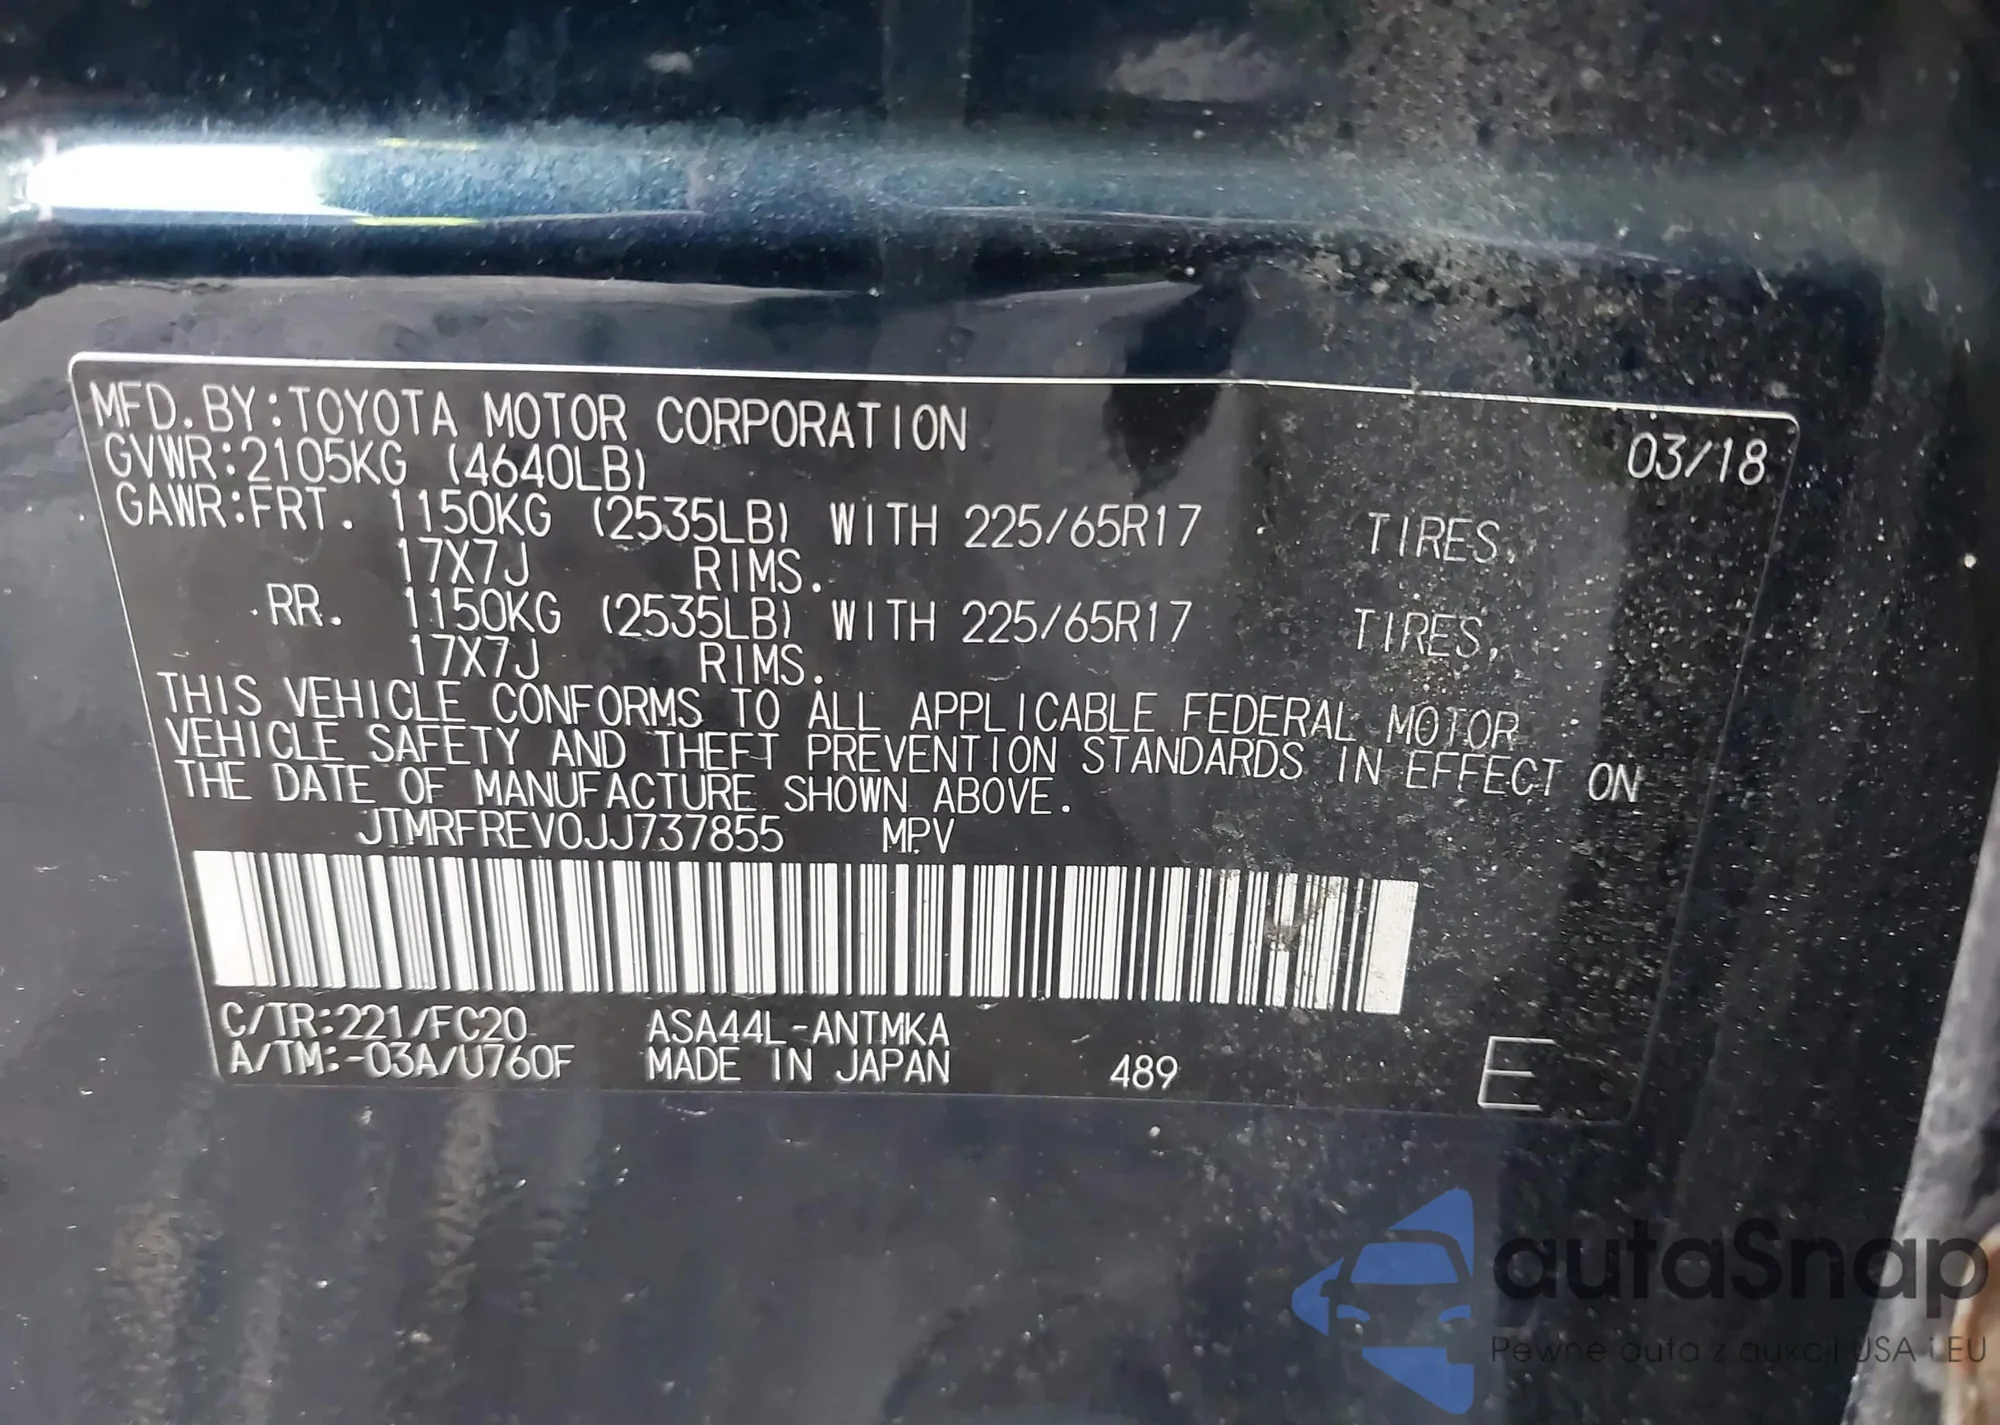 MFD.BY:TOYOTA MOTOR CORPORATION 03/18
GVWR:2105KG (4640LB)
GAWR:FRT. 1150KG (2535LB) WITH 225/65R17 TIRES,
17X7J RIMS.
RR. 1150KG (2535LB) WITH 225/65R17 TIRES,
17X7J RIMS.
THIS VEHICLE CONFORMS TO ALL APPLICABLE FEDERAL MOTOR
VEHICLE SAFETY AND THEFT PREVENTION STANDARDS IN EFFECT ON
THE DATE OF MANUFACTURE SHOWN ABOVE.
JTMRFREV0JJ737855 MPV
C/TR:221/FC20 ASA44L-ANTMKA
A/TM:-03A/U760F MADE IN JAPAN 489 E
autaSnap
Pewne auta z aukcji USA i EU